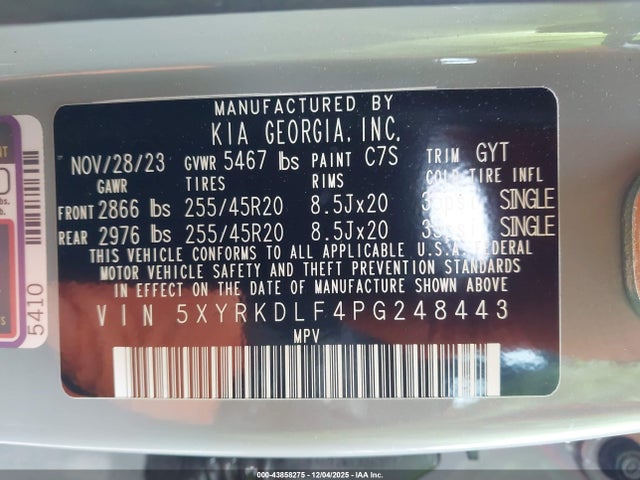 MANUFACTURED BY
KIA GEORGIA, INC.
NOV/28/23 GVWR 5467 lbs PAINT C7S TRIM GYT
GAWR TIRES RIMS COLD TIRE INFL
FRONT 2866 lbs 255/45R20 8.5Jx20 SINGLE
REAR 2976 lbs 255/45R20 8.5Jx20 SINGLE
THIS VEHICLE CONFORMS TO ALL APPLICABLE U.S.A. FEDERAL
MOTOR VEHICLE SAFETY AND THEFT PREVENTION STANDARDS
IN EFFECT ON THE DATE OF MANUFACTURE SHOWN ABOVE
VIN 5XYRKDLF4PG248443
MPV
5410
000-43858275 - 12/04/2025 - IAA Inc.